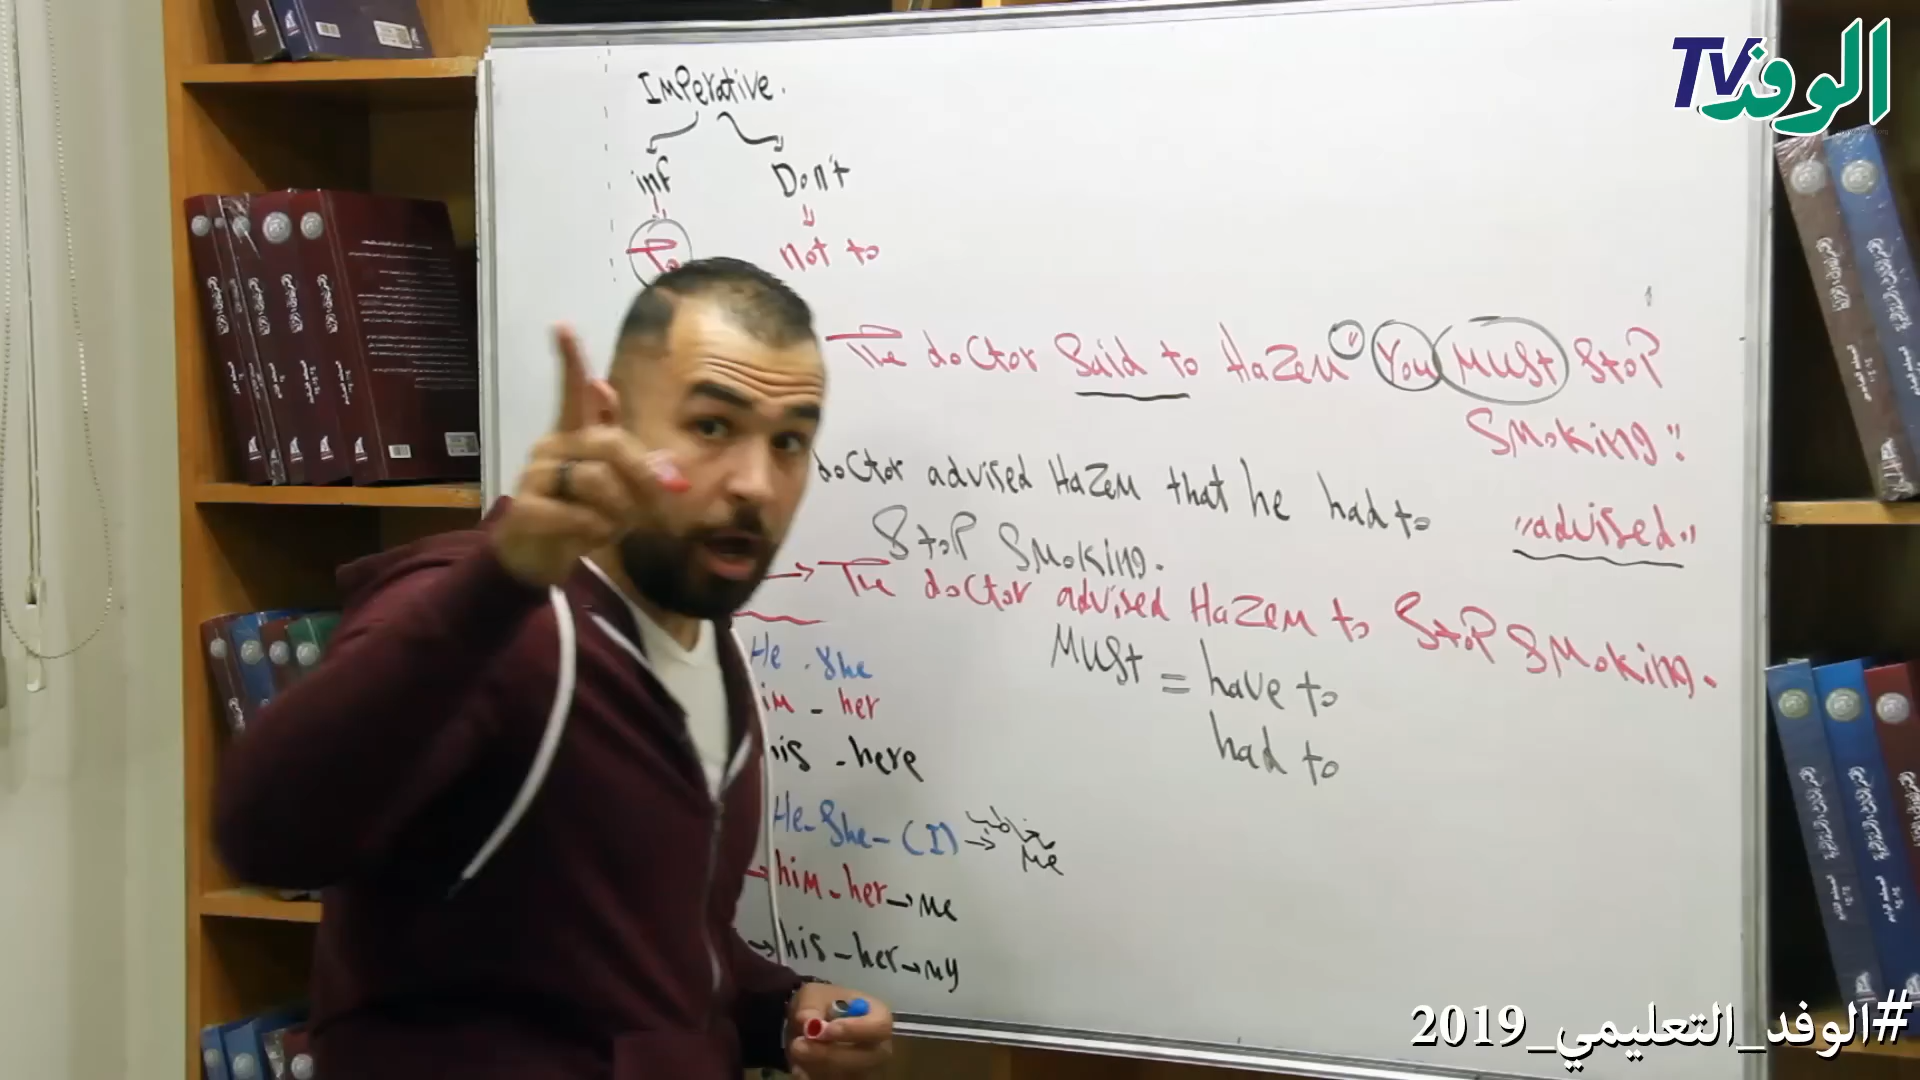 الوفد TV
Imperative.
inf Don't
To not to
The doctor said to Hazem " You Must stop
smoking."
doctor advised Hazem that he had to
stop smoking.
"advised"
→ The doctor advised Hazem to stop smoking.
Must = have to
had to
He - She
him - her
his - here
He - She - (I) → مخاطب
Me
→ him - her → me
→ his - her → my
#الوفد_التعليمي_2019